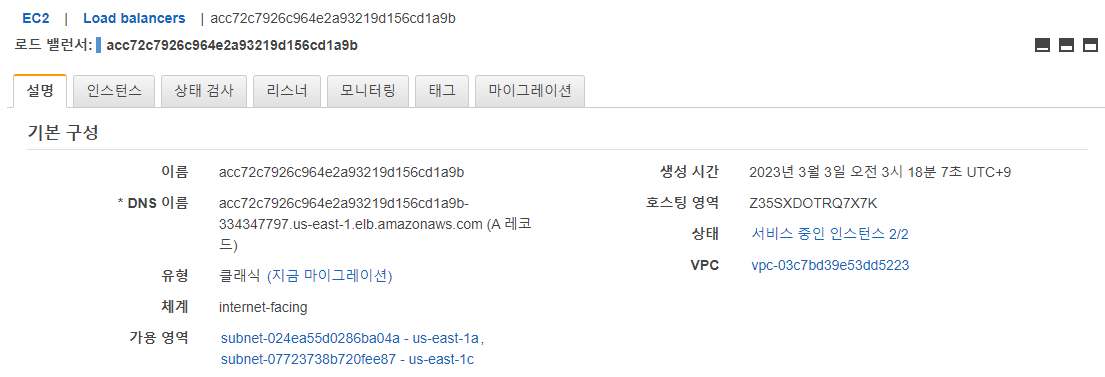 EC2 | Load balancers | acc72c7926c964e2a93219d156cd1a9b
로드 밸런서: acc72c7926c964e2a93219d156cd1a9b
설명 인스턴스 상태 검사 리스너 모니터링 태그 마이그레이션
기본 구성
이름 acc72c7926c964e2a93219d156cd1a9b 생성 시간 2023년 3월 3일 오전 3시 18분 7초 UTC+9
* DNS 이름 acc72c7926c964e2a93219d156cd1a9b- 호스팅 영역 Z35SXDOTRQ7X7K
334347797.us-east-1.elb.amazonaws.com (A 레코
드)
상태 서비스 중인 인스턴스 2/2
유형 클래식 (지금 마이그레이션) VPC vpc-03c7bd39e53dd5223
체계 internet-facing
가용 영역 subnet-024ea55d0286ba04a - us-east-1a,
subnet-07723738b720fee87 - us-east-1c